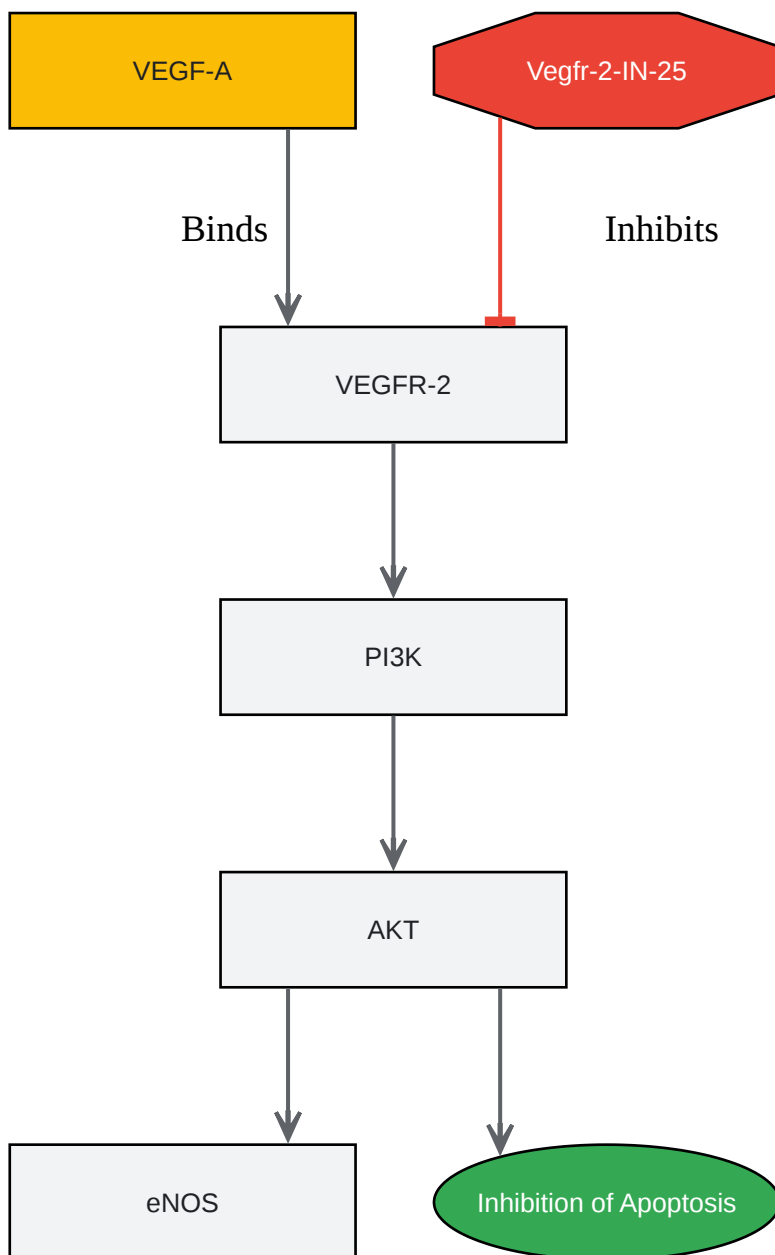 VEGF-A
Vegfr-2-IN-25
Binds
Inhibits
VEGFR-2
PI3K
AKT
eNOS
Inhibition of Apoptosis